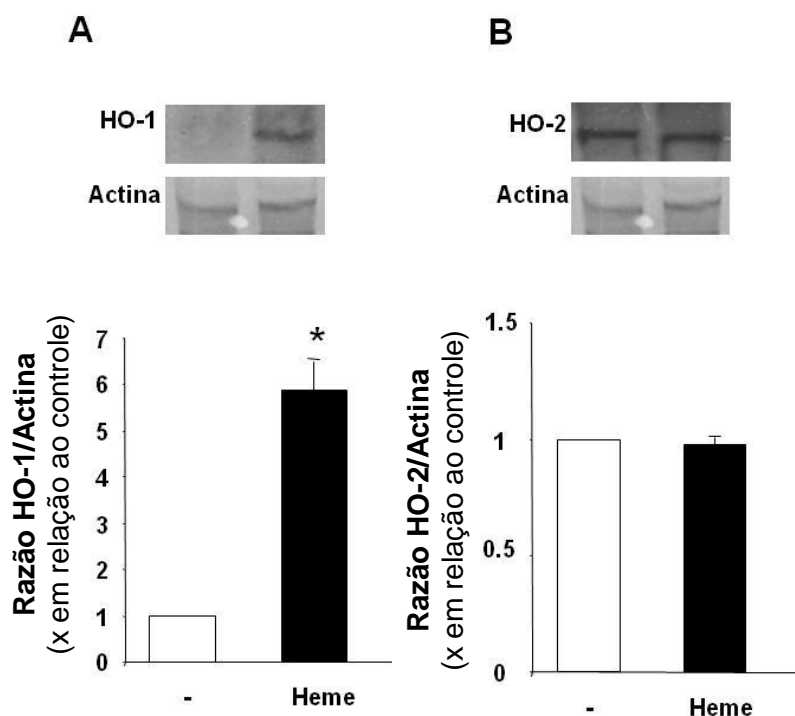 A
HO-1
Actina
Razão HO-1/Actina
(x em relação ao controle)
7
6
5
4
3
2
1
0
*
-
Heme
B
HO-2
Actina
Razão HO-2/Actina
(x em relação ao controle)
1.5
1
0.5
0
-
Heme